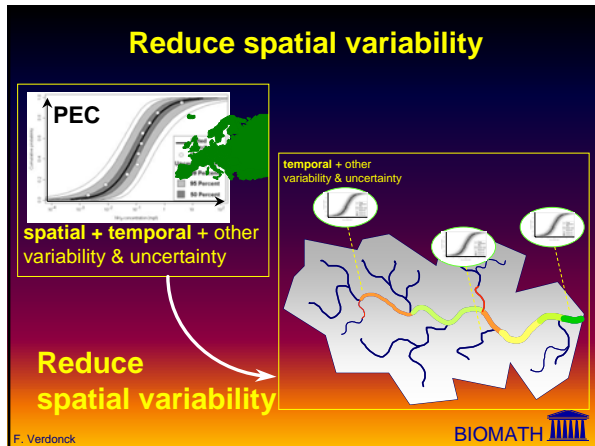 Reduce spatial variability
PEC
95 Percent
50 Percent
spatial + temporal + other
variability & uncertainty
temporal + other
variability & uncertainty
Reduce
spatial variability
F. Verdonck
BIOMATH